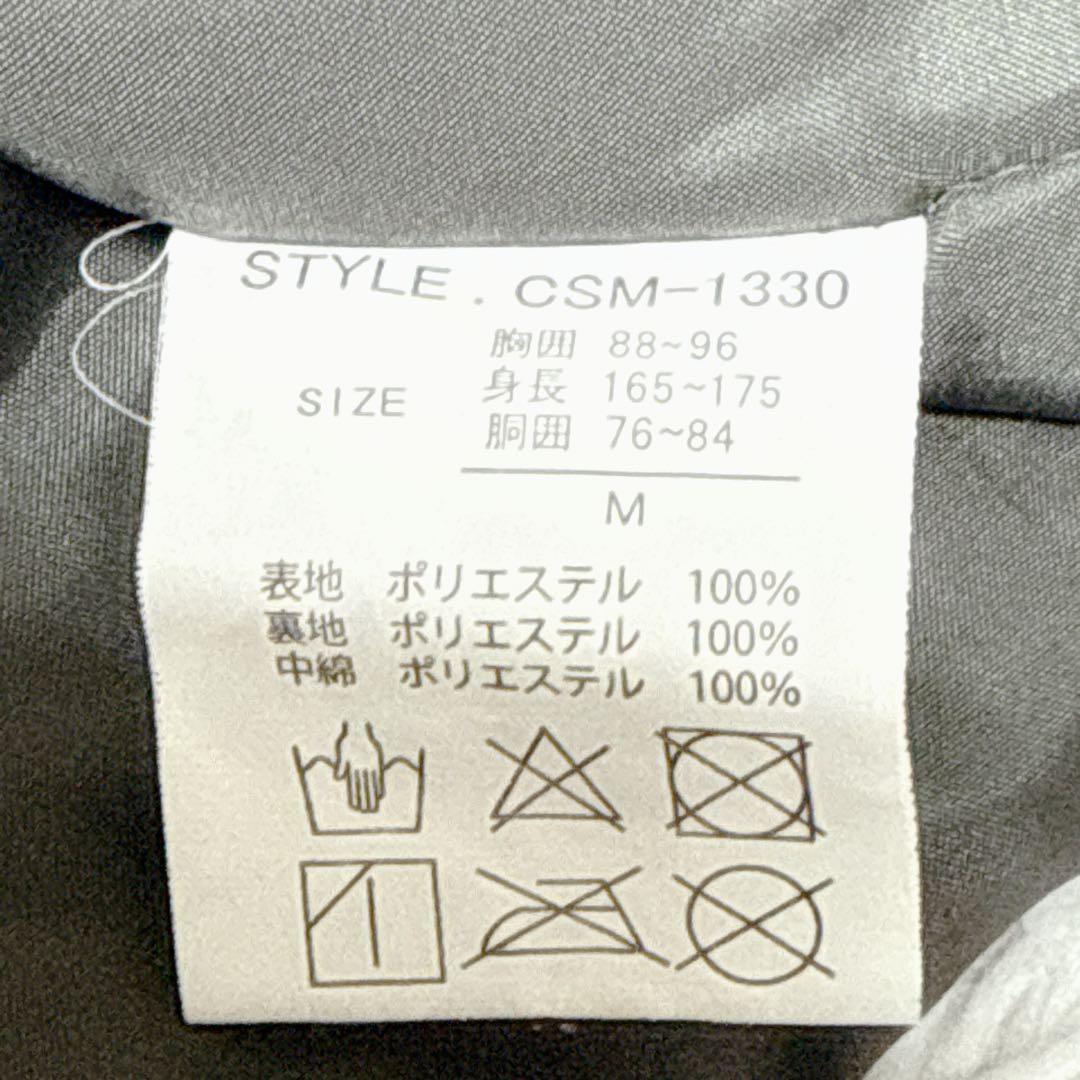 STYLE. CSM-1330
胸囲 88~96
SIZE 身長 165~175
胴囲 76~84
M
表地 ポリエステル 100%
裏地 ポリエステル 100%
中綿 ポリエステル 100%